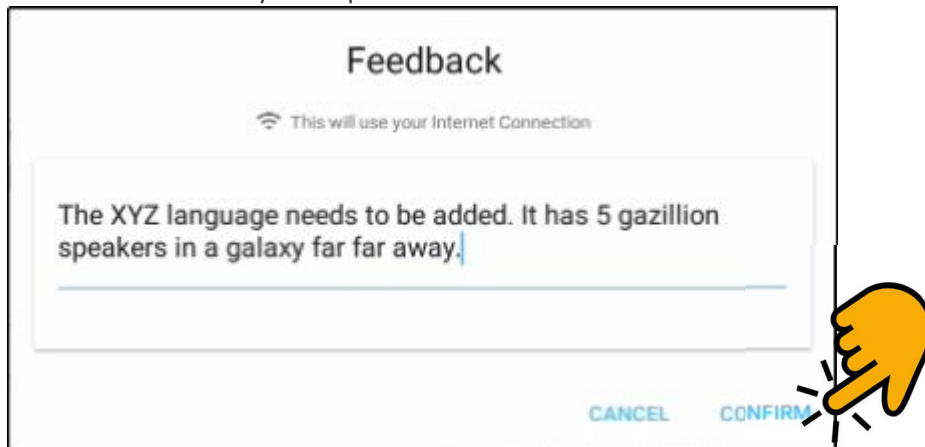 Feedback
This will use your Internet Connection
The XYZ language needs to be added. It has 5 gazillion
speakers in a galaxy far far away.
CANCEL CONFIRM